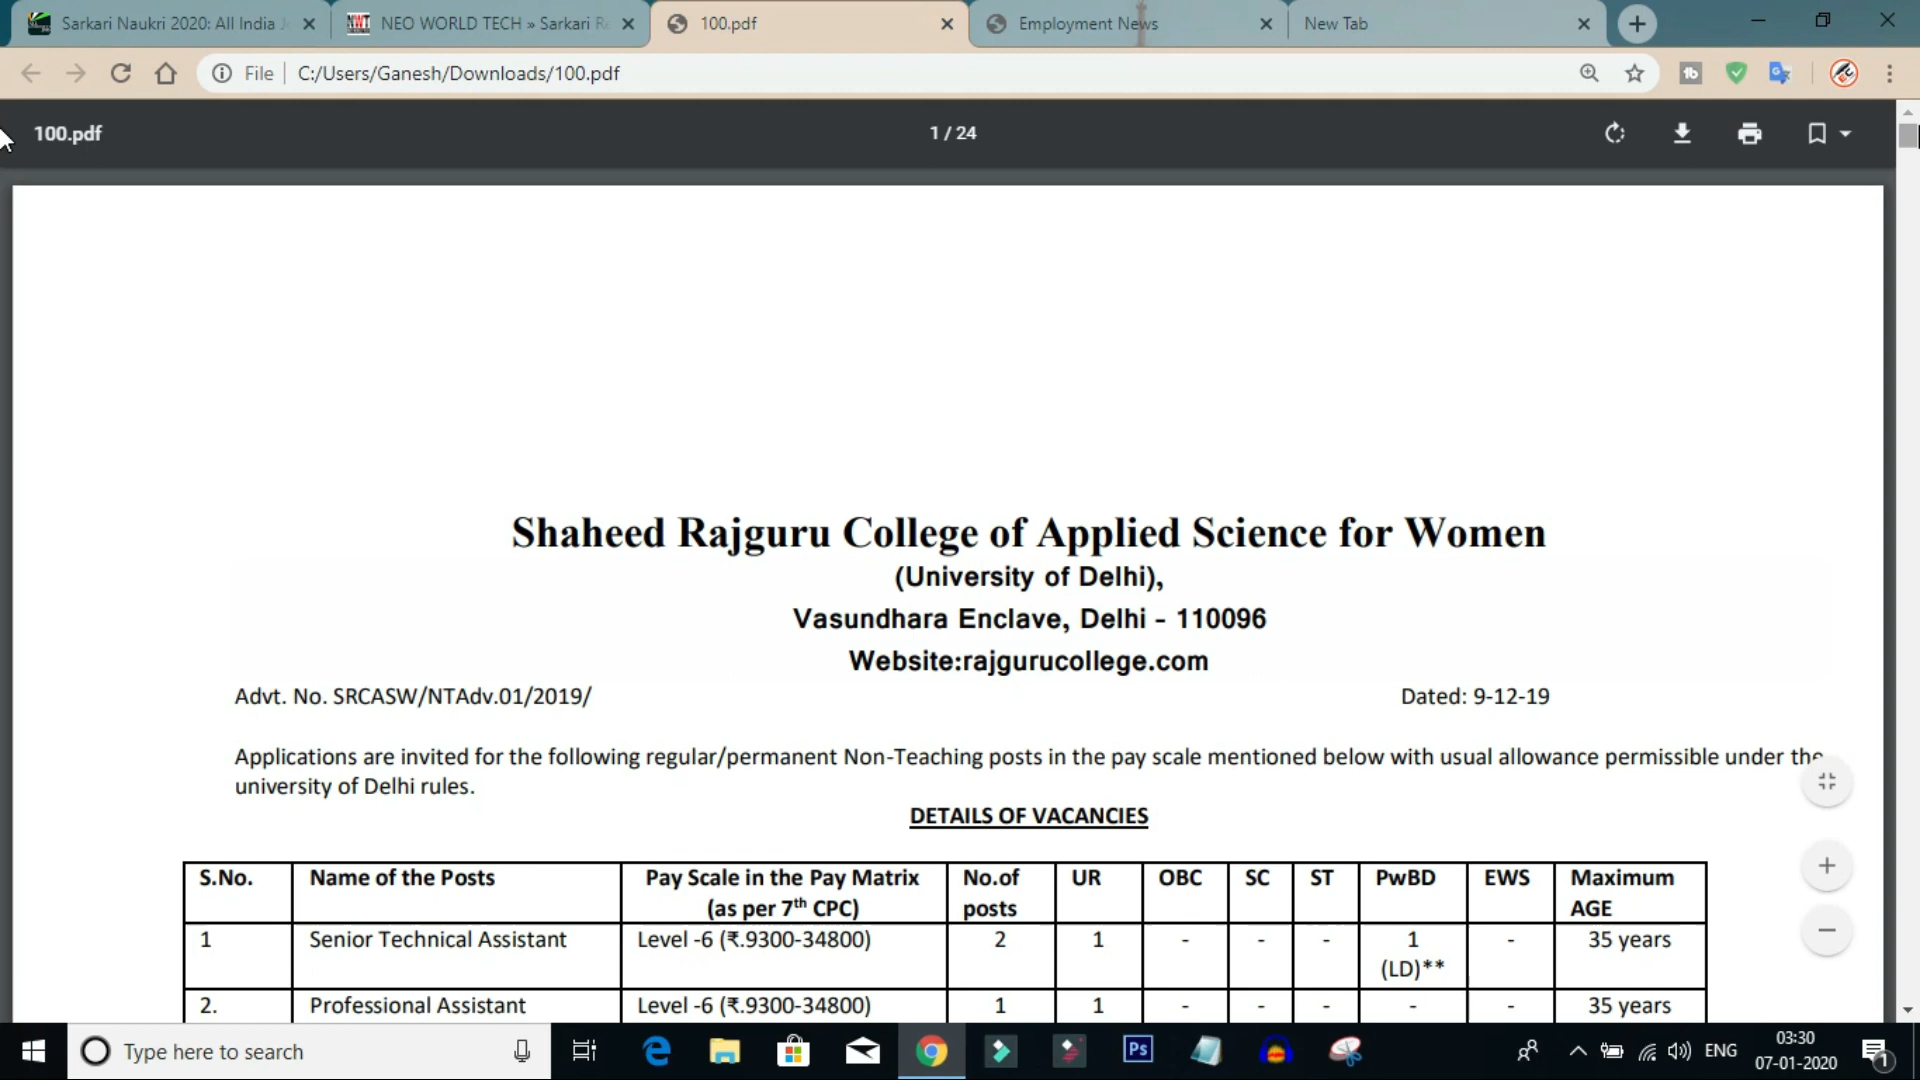 Sarkari Naukri 2020: All India
NEO WORLD TECH » Sarkari Re
100.pdf
Employment News
New Tab
File
C:/Users/Ganesh/Downloads/100.pdf
100.pdf
1 / 24
Shaheed Rajguru College of Applied Science for Women
(University of Delhi),
Vasundhara Enclave, Delhi - 110096
Website:rajgurucollege.com
Advt. No. SRCASW/NTAdv.01/2019/ Dated: 9-12-19
Applications are invited for the following regular/permanent Non-Teaching posts in the pay scale mentioned below with usual allowance permissible under the
university of Delhi rules.
DETAILS OF VACANCIES
S.No. Name of the Posts Pay Scale in the Pay Matrix No.of UR OBC SC ST PwBD EWS Maximum
(as per 7th CPC) posts AGE
1 Senior Technical Assistant Level -6 (₹.9300-34800) 2 1 - - - 1 - 35 years
(LD)**
2. Professional Assistant Level -6 (₹.9300-34800) 1 1 - - - - - 35 years
Type here to search
Ps
ENG
03:30
07-01-2020
1